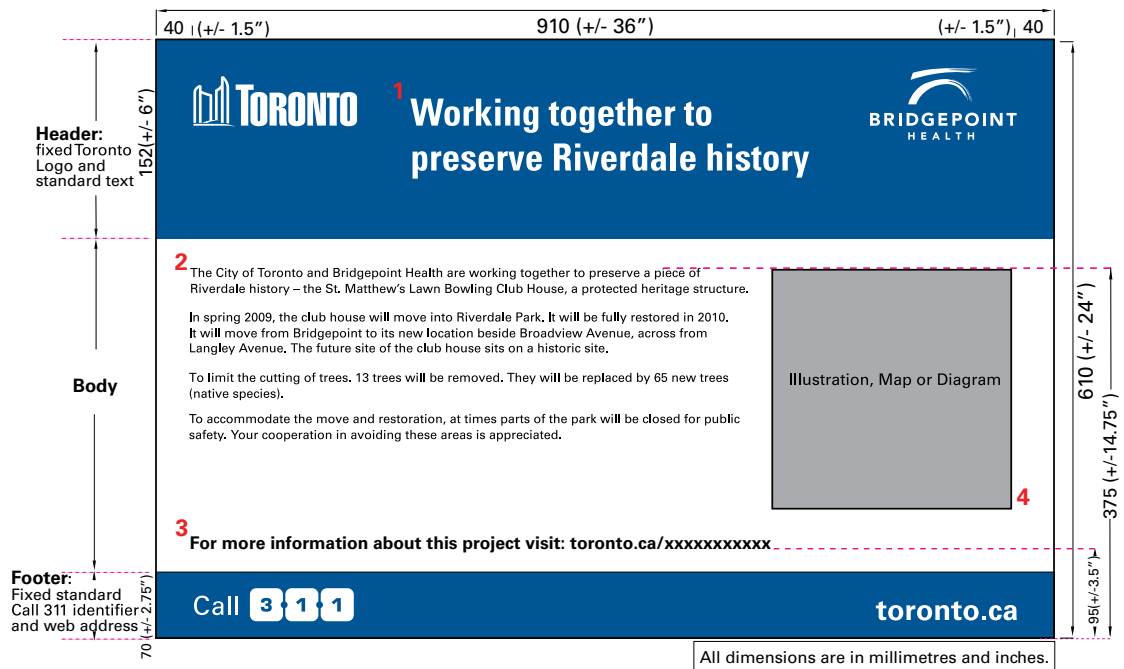 40 (+/- 1.5")
910 (+/- 36")
(+/- 1.5") 40
Header:
fixed Toronto
Logo and
standard text
152(+/- 6")
TORONTO
1
Working together to
preserve Riverdale history
BRIDGEPOINT
HEALTH
Body
2
The City of Toronto and Bridgepoint Health are working together to preserve a piece of
Riverdale history – the St. Matthew's Lawn Bowling Club House, a protected heritage structure.
In spring 2009, the club house will move into Riverdale Park. It will be fully restored in 2010.
It will move from Bridgepoint to its new location beside Broadview Avenue, across from
Langley Avenue. The future site of the club house sits on a historic site.
To limit the cutting of trees. 13 trees will be removed. They will be replaced by 65 new trees
(native species).
To accommodate the move and restoration, at times parts of the park will be closed for public
safety. Your cooperation in avoiding these areas is appreciated.
Illustration, Map or Diagram
4
610 (+/- 24")
375 (+/-14.75")
3
For more information about this project visit: toronto.ca/xxxxxxxxxxx
95(+/-3.5")
Footer:
Fixed standard
Call 311 identifier
and web address
70 (+/- 2.75")
Call 3·1·1
toronto.ca
All dimensions are in millimetres and inches.